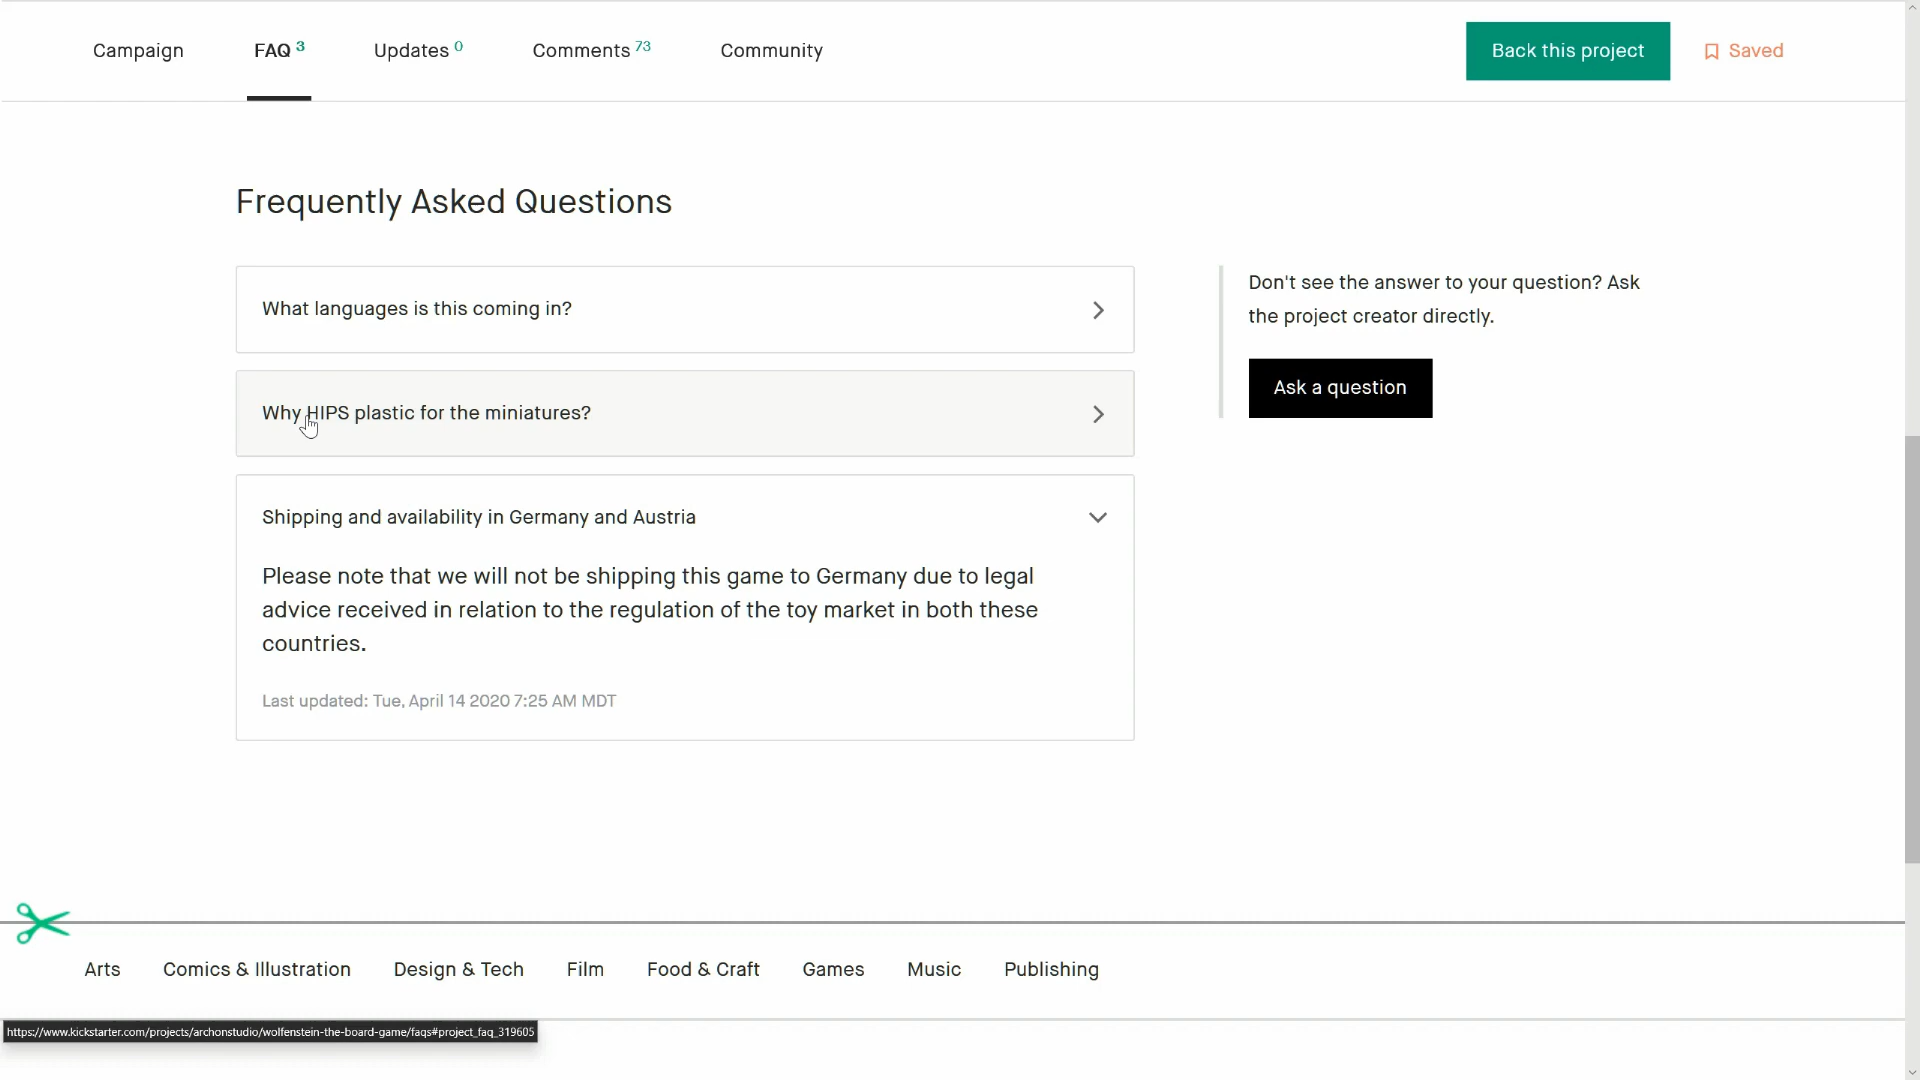 Campaign
FAQ 3
Updates 0
Comments 73
Community
Back this project
Saved
Frequently Asked Questions
What languages is this coming in?
Why HIPS plastic for the miniatures?
Shipping and availability in Germany and Austria
Please note that we will not be shipping this game to Germany due to legal
advice received in relation to the regulation of the toy market in both these
countries.
Last updated: Tue, April 14 2020 7:25 AM MDT
Don't see the answer to your question? Ask
the project creator directly.
Ask a question
Arts
Comics & Illustration
Design & Tech
Film
Food & Craft
Games
Music
Publishing
https://www.kickstarter.com/projects/archonstudio/wolfenstein-the-board-game/faqs#project_faq_319605